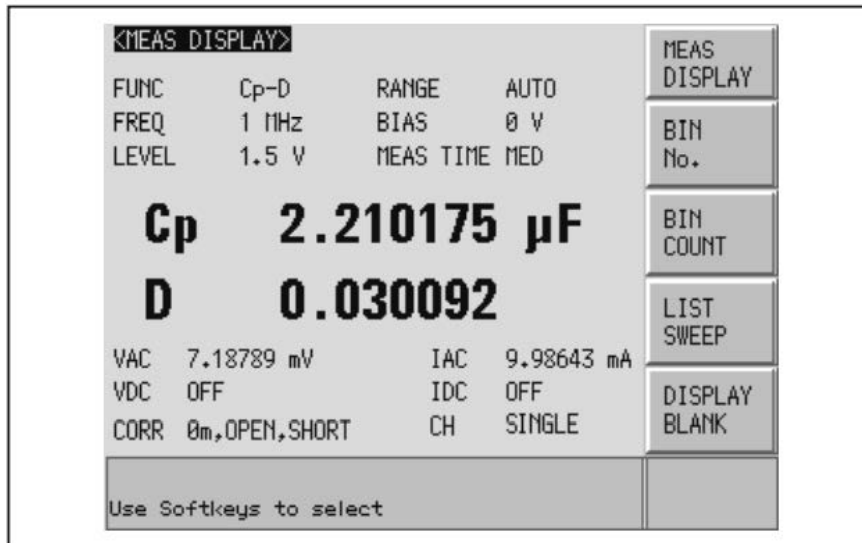 <MEAS DISPLAY>
FUNC Cp-D RANGE AUTO
FREQ 1 MHz BIAS 0 V
LEVEL 1.5 V MEAS TIME MED
Cp 2.210175 µF
D 0.030092
VAC 7.18789 mV IAC 9.98643 mA
VDC OFF IDC OFF
CORR 0m,OPEN,SHORT CH SINGLE
Use Softkeys to select
MEAS
DISPLAY
BIN
No.
BIN
COUNT
LIST
SWEEP
DISPLAY
BLANK